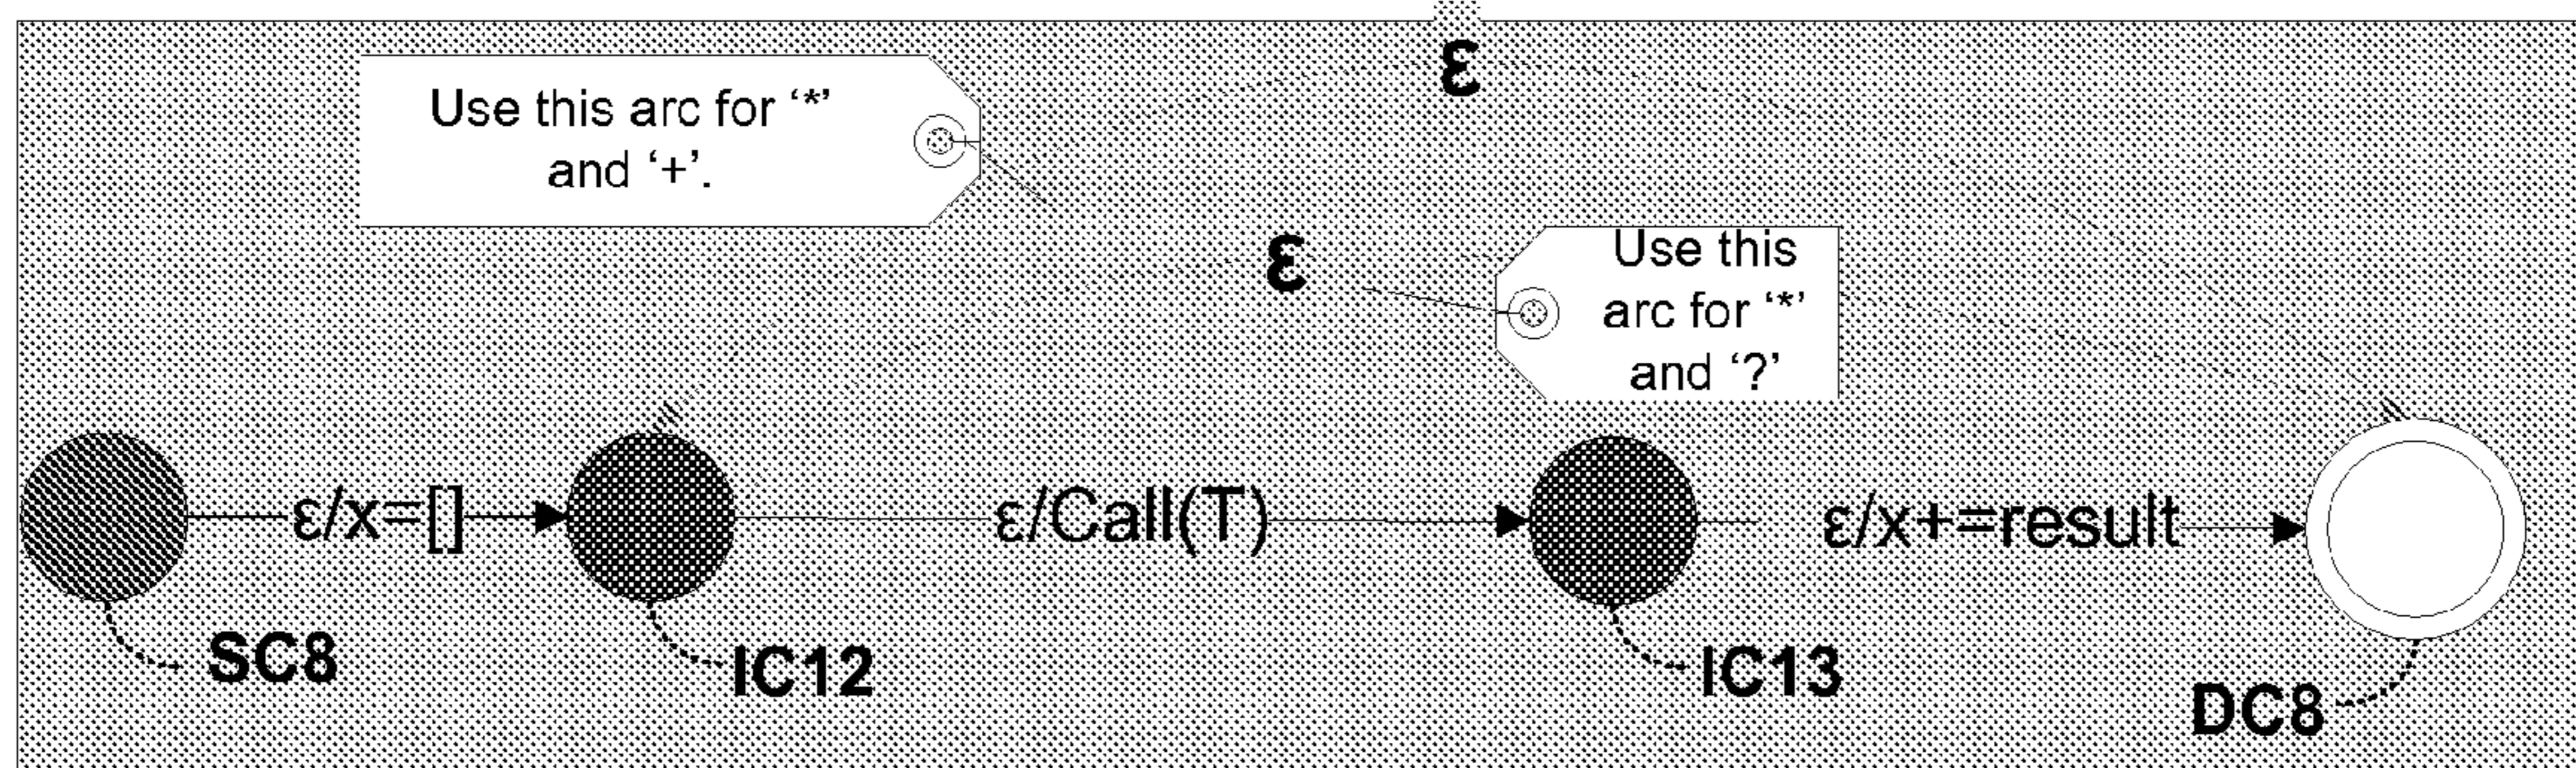 ε
Use this arc for ‘*’
and ‘+’.
ε
Use this
arc for ‘*’
and ‘?’
ε/x=[]
ε/Call(T)
ε/x+=result
SC8
IC12
IC13
DC8